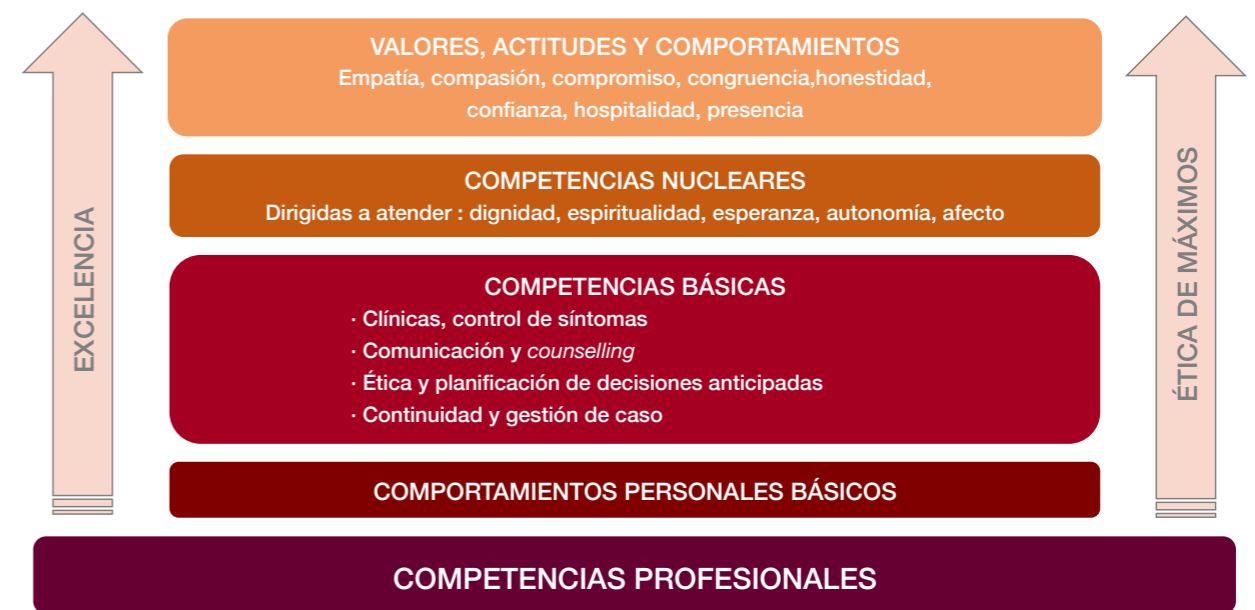 VALORES, ACTITUDES Y COMPORTAMIENTOS
Empatía, compasión, compromiso, congruencia,honestidad,
confianza, hospitalidad, presencia
COMPETENCIAS NUCLEARES
Dirigidas a atender : dignidad, espiritualidad, esperanza, autonomía, afecto
COMPETENCIAS BÁSICAS
· Clínicas, control de síntomas
· Comunicación y counselling
· Ética y planificación de decisiones anticipadas
· Continuidad y gestión de caso
COMPORTAMIENTOS PERSONALES BÁSICOS
COMPETENCIAS PROFESIONALES
EXCELENCIA
ÉTICA DE MÁXIMOS